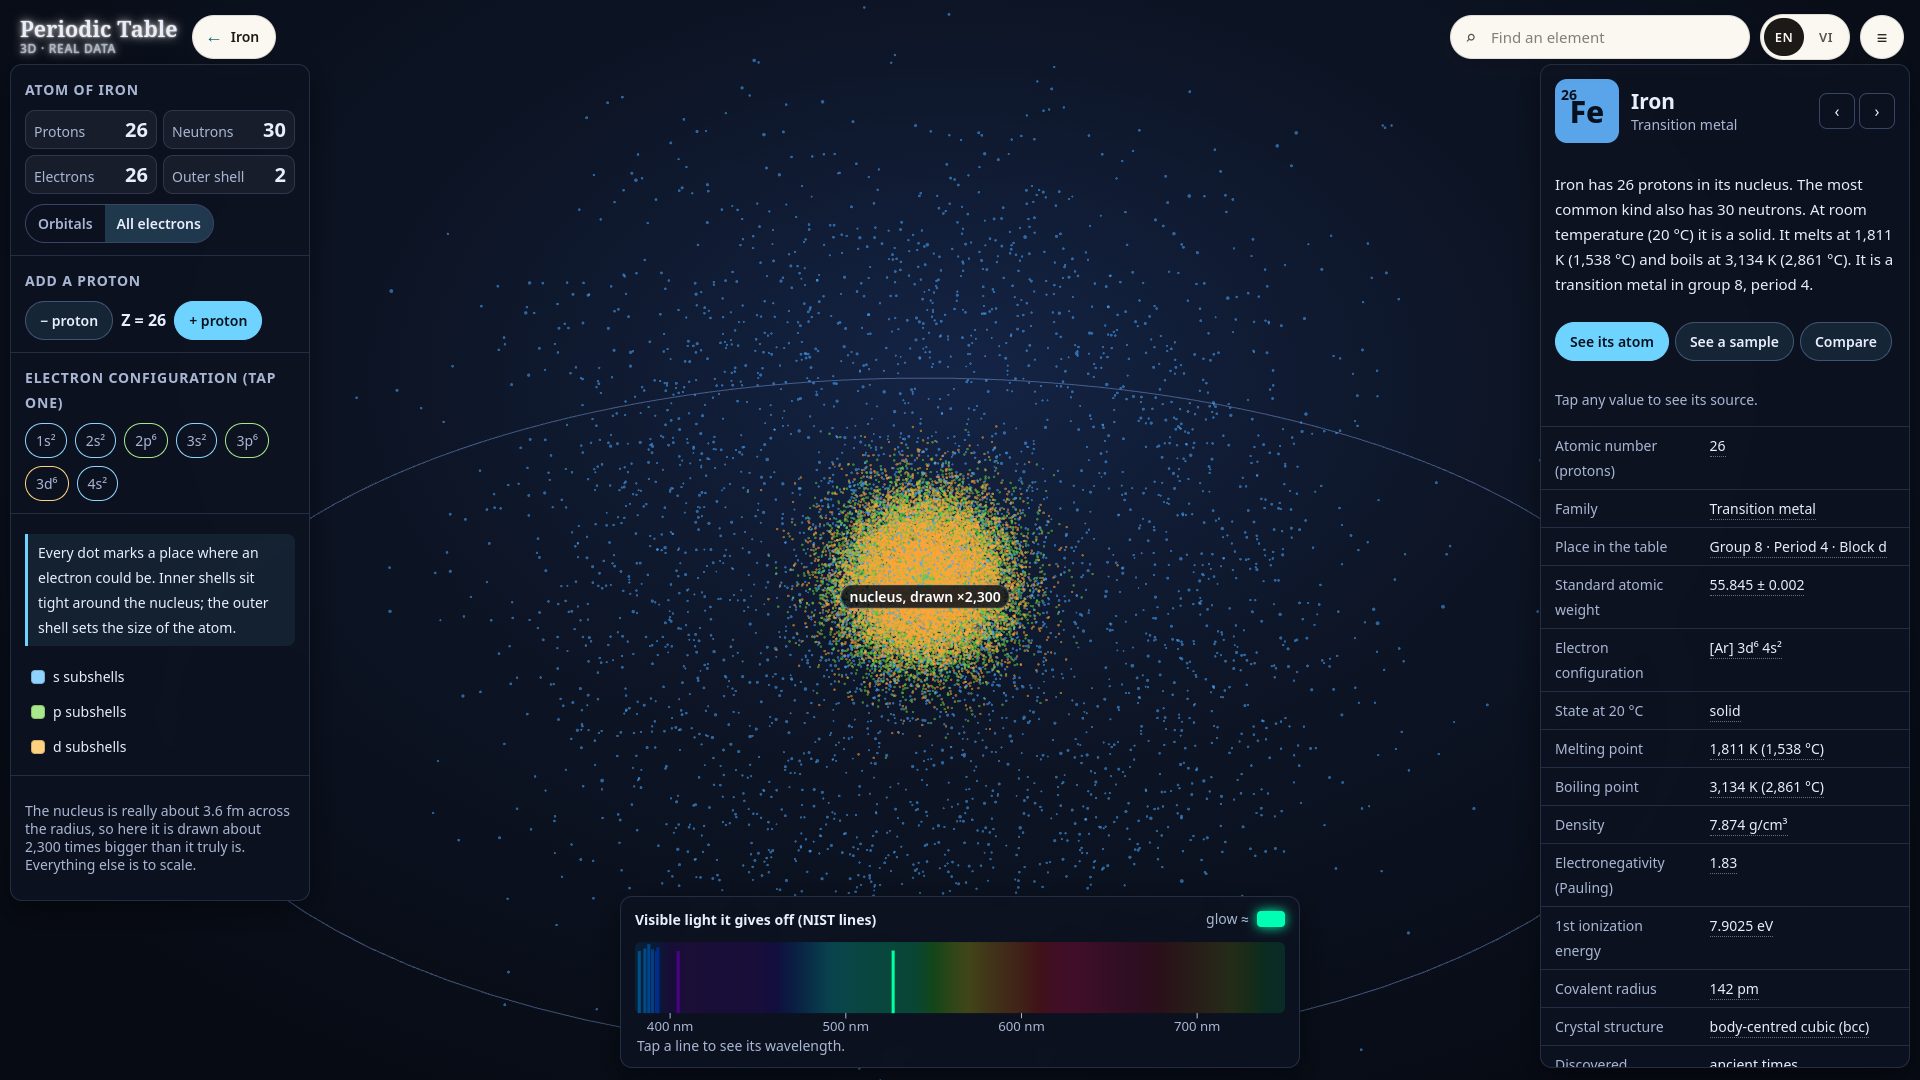 Periodic Table
3D · REAL DATA
← Iron
Find an element
EN
VI
≡
ATOM OF IRON
Protons 26
Neutrons 30
Electrons 26
Outer shell 2
Orbitals
All electrons
ADD A PROTON
− proton
Z = 26
+ proton
ELECTRON CONFIGURATION (TAP
ONE)
1s²
2s²
2p⁶
3s²
3p⁶
3d⁶
4s²
Every dot marks a place where an
electron could be. Inner shells sit
tight around the nucleus; the outer
shell sets the size of the atom.
s subshells
p subshells
d subshells
The nucleus is really about 3.6 fm across
the radius, so here it is drawn about
2,300 times bigger than it truly is.
Everything else is to scale.
nucleus, drawn ×2,300
Visible light it gives off (NIST lines)
glow ≈
400 nm
500 nm
600 nm
700 nm
Tap a line to see its wavelength.
26
Fe
Iron
Transition metal
‹
›
Iron has 26 protons in its nucleus. The most
common kind also has 30 neutrons. At room
temperature (20 °C) it is a solid. It melts at 1,811
K (1,538 °C) and boils at 3,134 K (2,861 °C). It is a
transition metal in group 8, period 4.
See its atom
See a sample
Compare
Tap any value to see its source.
Atomic number
(protons)
26
Family
Transition metal
Place in the table
Group 8 · Period 4 · Block d
Standard atomic
weight
55.845 ± 0.002
Electron
configuration
[Ar] 3d⁶ 4s²
State at 20 °C
solid
Melting point
1,811 K (1,538 °C)
Boiling point
3,134 K (2,861 °C)
Density
7.874 g/cm³
Electronegativity
(Pauling)
1.83
1st ionization
energy
7.9025 eV
Covalent radius
142 pm
Crystal structure
body-centred cubic (bcc)
Discovered
ancient times